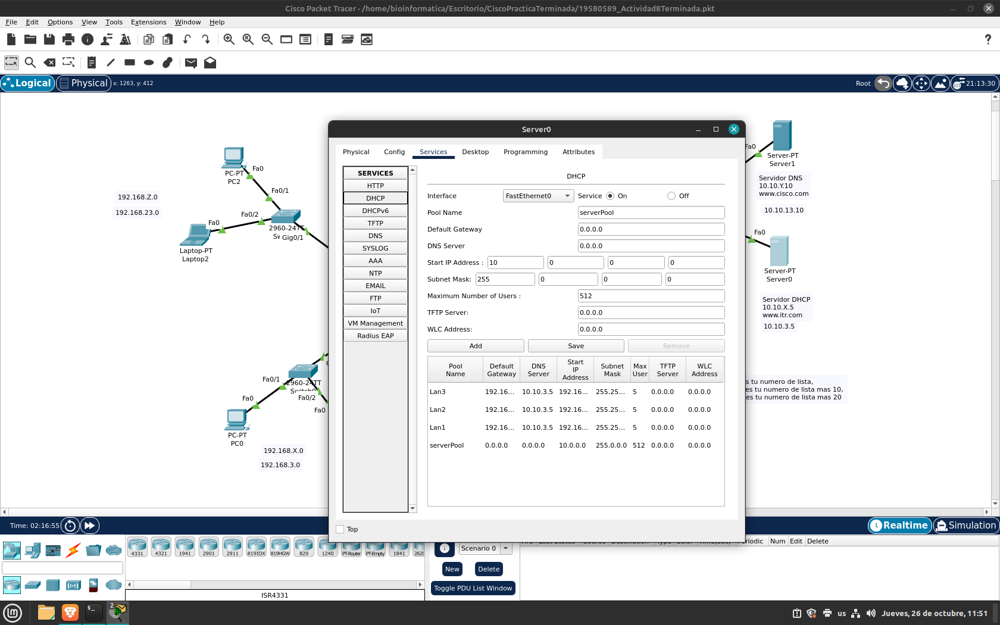 Cisco Packet Tracer - /home/bioinformatica/Escritorio/CiscoPracticaTerminada/19580589_Actividad8Terminada.pkt
File Edit Options View Tools Extensions Window Help
Logical Physical x: 1263, y: 412
Root 21:13:30
PC-PT
PC2
Fa0
Fa0/1
192.168.Z.0
192.168.23.0
Fa0/2
Fa0
2960-24TT
Gig0/1
Laptop-PT
Laptop2
Fa0/1
2960-24TT
Fa0/2
Fa0
Fa0
PC-PT
PC0
192.168.X.0
192.168.3.0
Server0
Physical Config Services Desktop Programming Attributes
SERVICES
HTTP
DHCP
DHCPv6
TFTP
DNS
SYSLOG
AAA
NTP
EMAIL
FTP
IoT
VM Management
Radius EAP
DHCP
Interface FastEthernet0 Service On Off
Pool Name serverPool
Default Gateway 0.0.0.0
DNS Server 0.0.0.0
Start IP Address : 10 0 0 0
Subnet Mask: 255 0 0 0
Maximum Number of Users : 512
TFTP Server: 0.0.0.0
WLC Address: 0.0.0.0
Add Save Remove
Pool Name Default Gateway DNS Server Start IP Address Subnet Mask Max User TFTP Server WLC Address
Lan3 192.16... 10.10.3.5 192.16... 255.25... 5 0.0.0.0 0.0.0.0
Lan2 192.16... 10.10.3.5 192.16... 255.25... 5 0.0.0.0 0.0.0.0
Lan1 192.16... 10.10.3.5 192.16... 255.25... 5 0.0.0.0 0.0.0.0
serverPool 0.0.0.0 0.0.0.0 10.0.0.0 255.0.0.0 512 0.0.0.0 0.0.0.0
Top
Fa0
Server-PT
Server1
Servidor DNS
10.10.Y.10
www.cisco.com
10.10.13.10
Fa0
Server-PT
Server0
Servidor DHCP
10.10.X.5
www.itr.com
10.10.3.5
s tu numero de lista,
es tu numero de lista mas 10,
es tu numero de lista mas 20
Time: 02:16:55
Realtime Simulation
4331 4321 1941 2901 2911 819IOX 819HGW 829 1240 PT-Router PT-Empty 1841 2620
ISR4331
Scenario 0
New Delete
Toggle PDU List Window
Num Edit Delete
2
us Jueves, 26 de octubre, 11:51